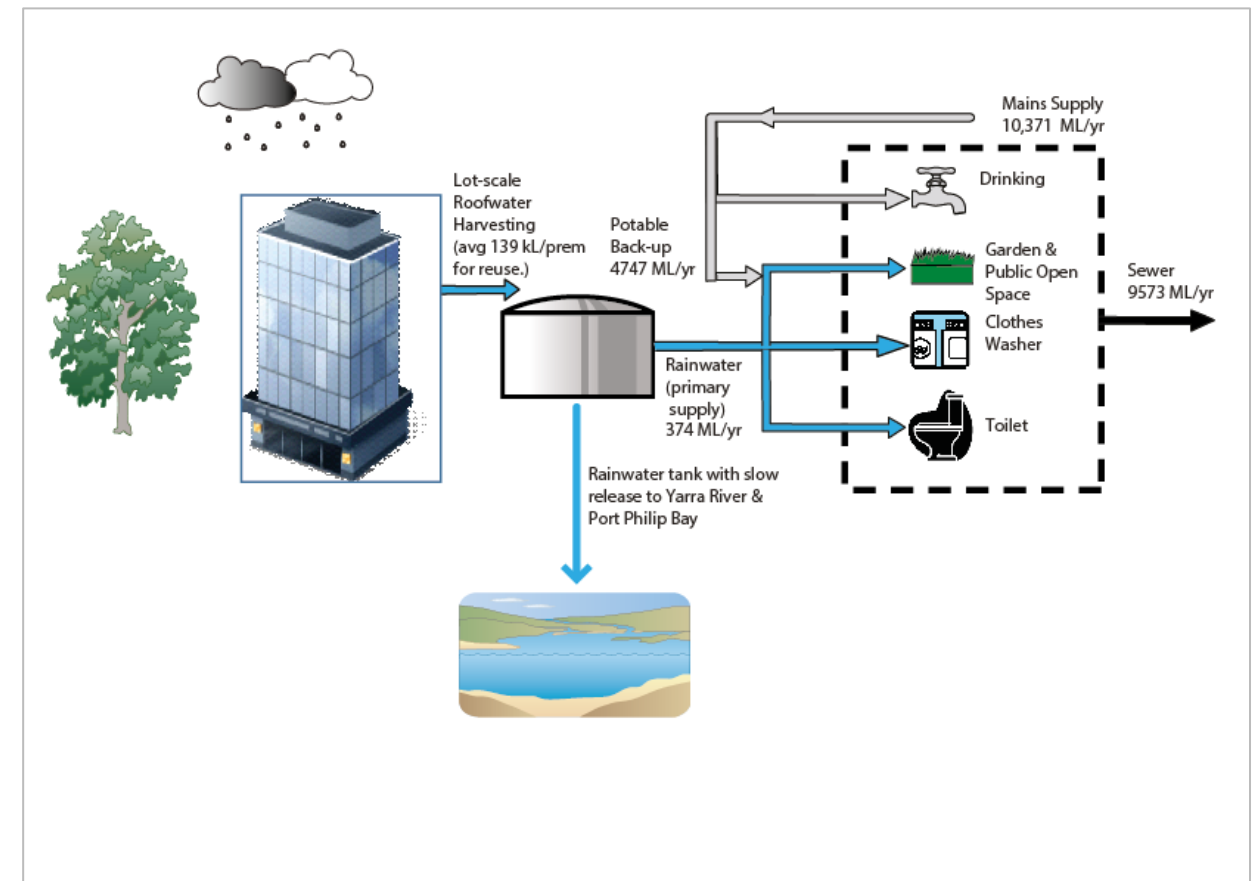 Mains Supply
10,371 ML/yr
Lot-scale
Roofwater
Harvesting
(avg 139 kL/prem
for reuse.)
Potable
Back-up
4747 ML/yr
Drinking
Garden &
Public Open
Space
Sewer
9573 ML/yr
Clothes
Washer
Rainwater
(primary
supply)
374 ML/yr
Toilet
Rainwater tank with slow
release to Yarra River &
Port Philip Bay